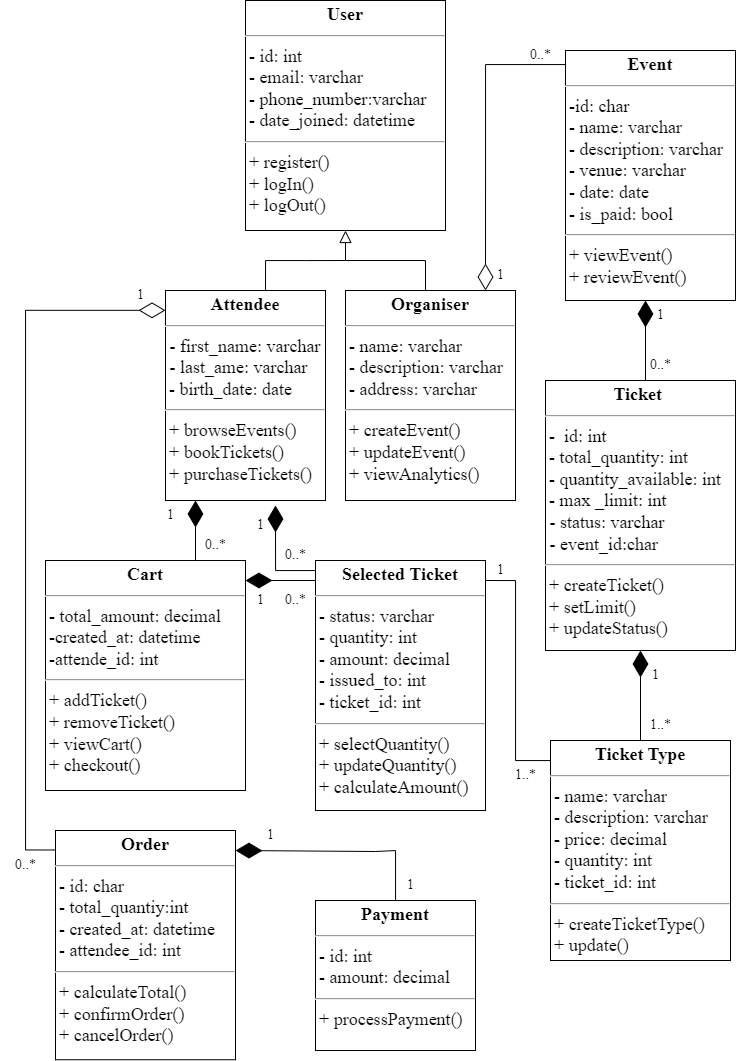 User
- id: int
- email: varchar
- phone_number:varchar
- date_joined: datetime
+ register()
+ logIn()
+ logOut()
0..*
Event
-id: char
- name: varchar
- description: varchar
- venue: varchar
- date: date
- is_paid: bool
+ viewEvent()
+ reviewEvent()
1
1
1
Attendee
- first_name: varchar
- last_ame: varchar
- birth_date: date
+ browseEvents()
+ bookTickets()
+ purchaseTickets()
Organiser
- name: varchar
- description: varchar
- address: varchar
+ createEvent()
+ updateEvent()
+ viewAnalytics()
0..*
Ticket
- id: int
- total_quantity: int
- quantity_available: int
- max _limit: int
- status: varchar
- event_id:char
+ createTicket()
+ setLimit()
+ updateStatus()
1
1
0..*
0..*
Cart
- total_amount: decimal
-created_at: datetime
-attende_id: int
+ addTicket()
+ removeTicket()
+ viewCart()
+ checkout()
1
0..*
Selected Ticket
- status: varchar
- quantity: int
- amount: decimal
- issued_to: int
- ticket_id: int
+ selectQuantity()
+ updateQuantity()
+ calculateAmount()
1
1..*
1
1..*
Ticket Type
- name: varchar
- description: varchar
- price: decimal
- quantity: int
- ticket_id: int
+ createTicketType()
+ update()
0..*
Order
- id: char
- total_quantiy:int
- created_at: datetime
- attendee_id: int
+ calculateTotal()
+ confirmOrder()
+ cancelOrder()
1
1
Payment
- id: int
- amount: decimal
+ processPayment()